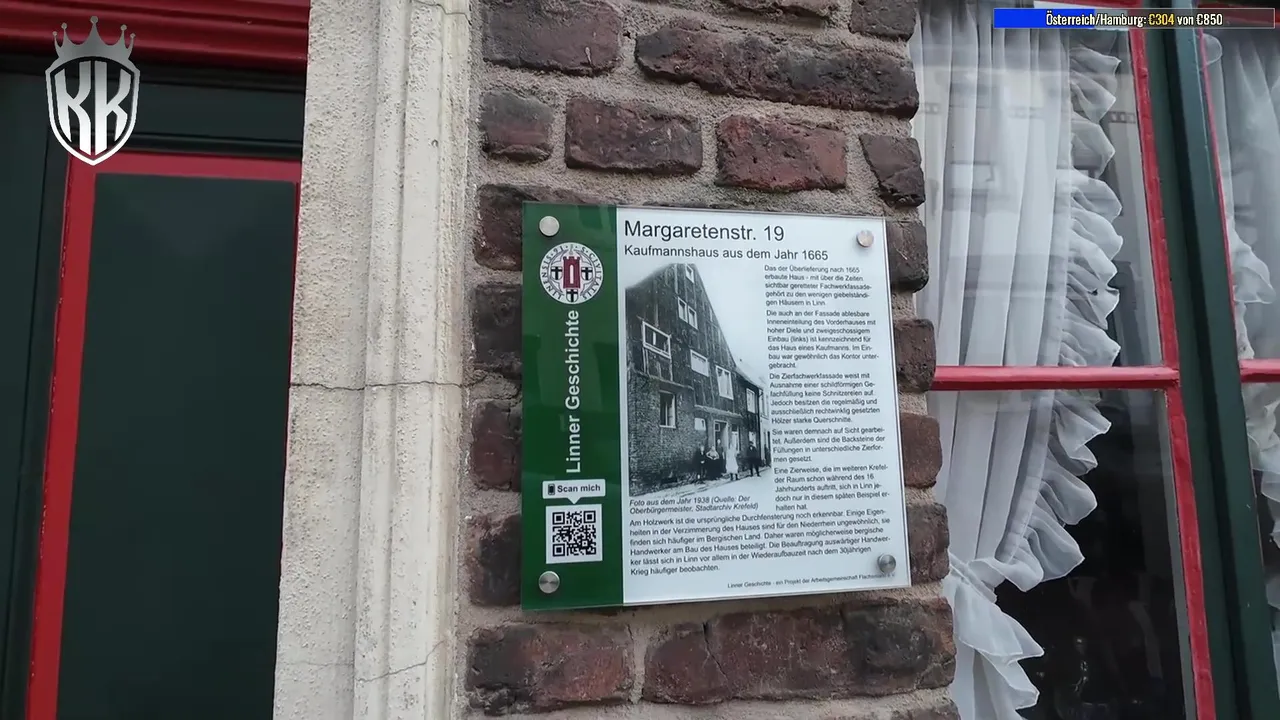 KK
Österreich/Hamburg: €304 von €850
Margaretenstr. 19
Kaufmannshaus aus dem Jahr 1665
Das der Überlieferung nach 1665
erbaute Haus - mit über die Zeiten
sichtbar geretteter Fachwerkfassade-
gehört zu den wenigen giebelständi-
gen Häusern in Linn.
Die auch an der Fassade ablesbare
Inneneinteilung des Vorderhauses mit
hoher Diele und zweigeschossigem
Einbau (links) ist kennzeichnend für
das Haus eines Kaufmanns. Im Ein-
bau war gewöhnlich das Kontor unter-
gebracht.
Die Zierfachwerkfassade weist mit
Ausnahme einer schildförmigen Ge-
fachfüllung keine Schnitzereien auf.
Jedoch besitzen die regelmäßig und
ausschließlich rechtwinklig gesetzten
Hölzer starke Querschnitte.
Sie waren demnach auf Sicht gearbei-
tet. Außerdem sind die Backsteine der
Füllungen in unterschiedliche Zierfor-
men gesetzt.
Eine Zierweise, die im weiteren Krefel-
der Raum schon während des 16.
Jahrhunderts auftritt, sich in Linn je-
doch nur in diesem späten Beispiel er-
halten hat.
Foto aus dem Jahr 1938 (Quelle: Der
Oberbürgermeister, Stadtarchiv Krefeld)
Am Holzwerk ist die ursprüngliche Durchfensterung noch erkennbar. Einige Eigen-
heiten in der Verzimmerung des Hauses sind für den Niederrhein ungewöhnlich, sie
finden sich häufiger im Bergischen Land. Daher waren möglicherweise bergische
Handwerker am Bau des Hauses beteiligt. Die Beauftragung auswärtiger Handwer-
ker lässt sich in Linn vor allem in der Wiederaufbauzeit nach dem 30jährigen
Krieg häufiger beobachten.
Linner Geschichte - ein Projekt der Arbeitsgemeinschaft Flachsmarkt
Linner Geschichte
Scan mich